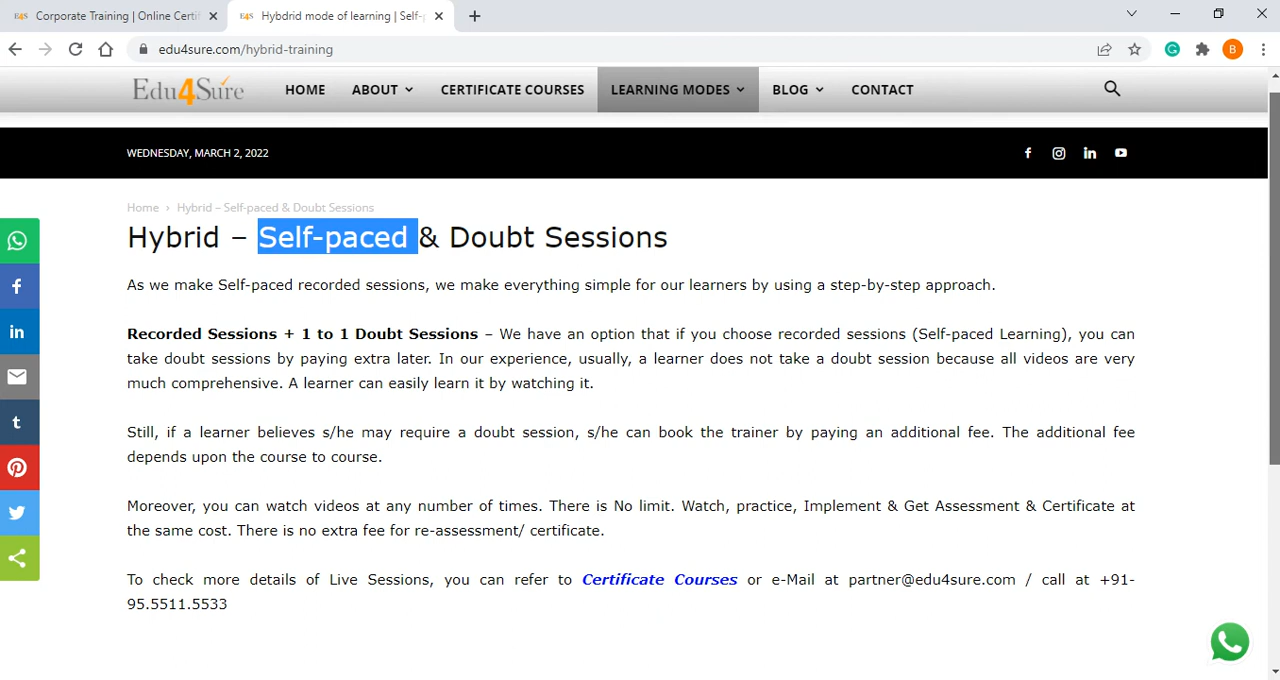 Corporate Training | Online Certif
Hybdrid mode of learning | Self-p
edu4sure.com/hybrid-training
B
Edu4Sure
HOME ABOUT CERTIFICATE COURSES LEARNING MODES BLOG CONTACT
WEDNESDAY, MARCH 2, 2022
Home › Hybrid – Self-paced & Doubt Sessions
Hybrid – Self-paced & Doubt Sessions
As we make Self-paced recorded sessions, we make everything simple for our learners by using a step-by-step approach.
Recorded Sessions + 1 to 1 Doubt Sessions – We have an option that if you choose recorded sessions (Self-paced Learning), you can
take doubt sessions by paying extra later. In our experience, usually, a learner does not take a doubt session because all videos are very
much comprehensive. A learner can easily learn it by watching it.
Still, if a learner believes s/he may require a doubt session, s/he can book the trainer by paying an additional fee. The additional fee
depends upon the course to course.
Moreover, you can watch videos at any number of times. There is No limit. Watch, practice, Implement & Get Assessment & Certificate at
the same cost. There is no extra fee for re-assessment/ certificate.
To check more details of Live Sessions, you can refer to Certificate Courses or e-Mail at partner@edu4sure.com / call at +91-
95.5511.5533